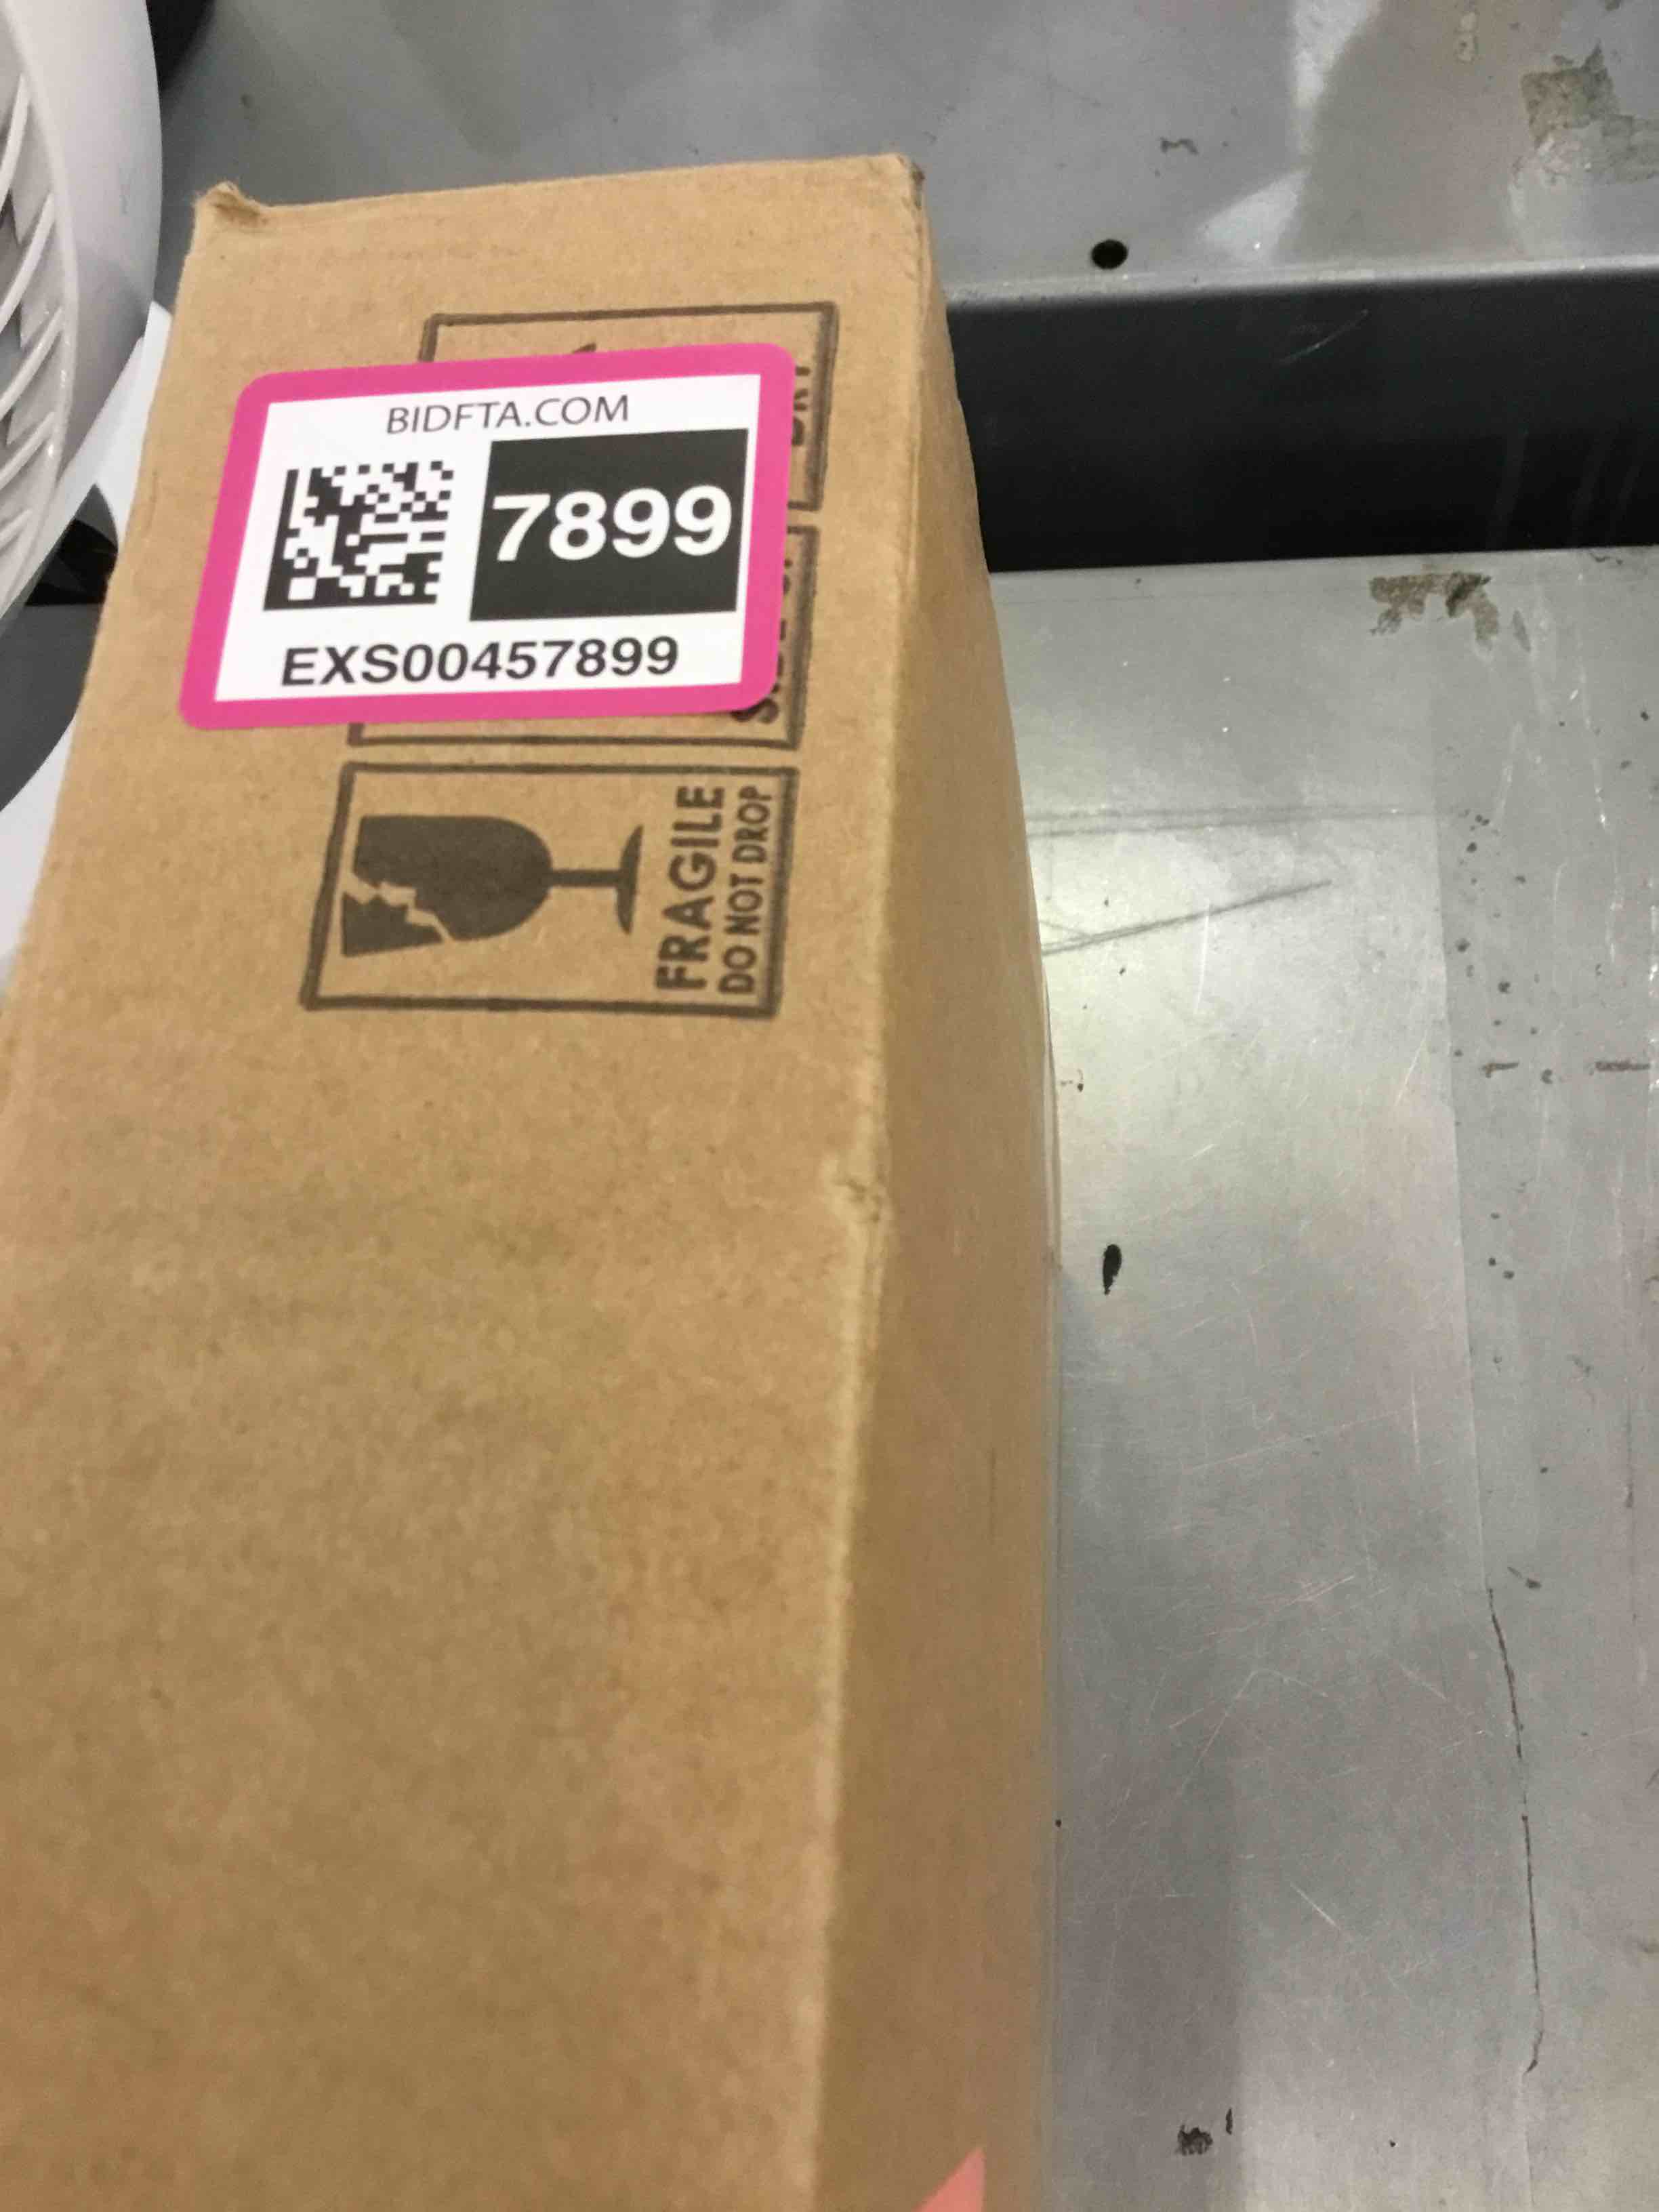 BIDFTA.COM
7899
EXS00457899
FRAGILE
DO NOT DROP